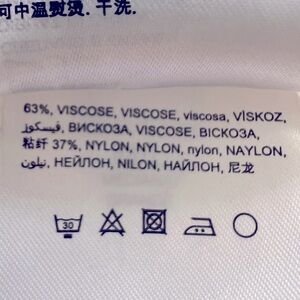 可中温熨烫. 干洗.
63%, VISCOSE, VISCOSE, viscosa, VİSKOZ,
فيسكوز, ВИСКОЗА, VISCOSE, ВІСКОЗА,
粘纤 37%, NYLON, NYLON, nylon, NAYLON,
نيلون, НЕЙЛОН, NILON, НАЙЛОН, 尼龙
30